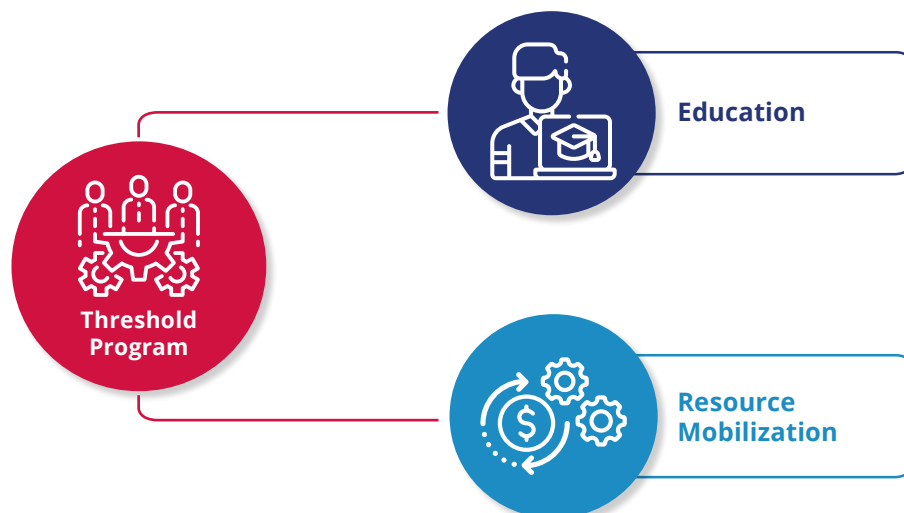 Education
Threshold
Program
$
Resource
Mobilization